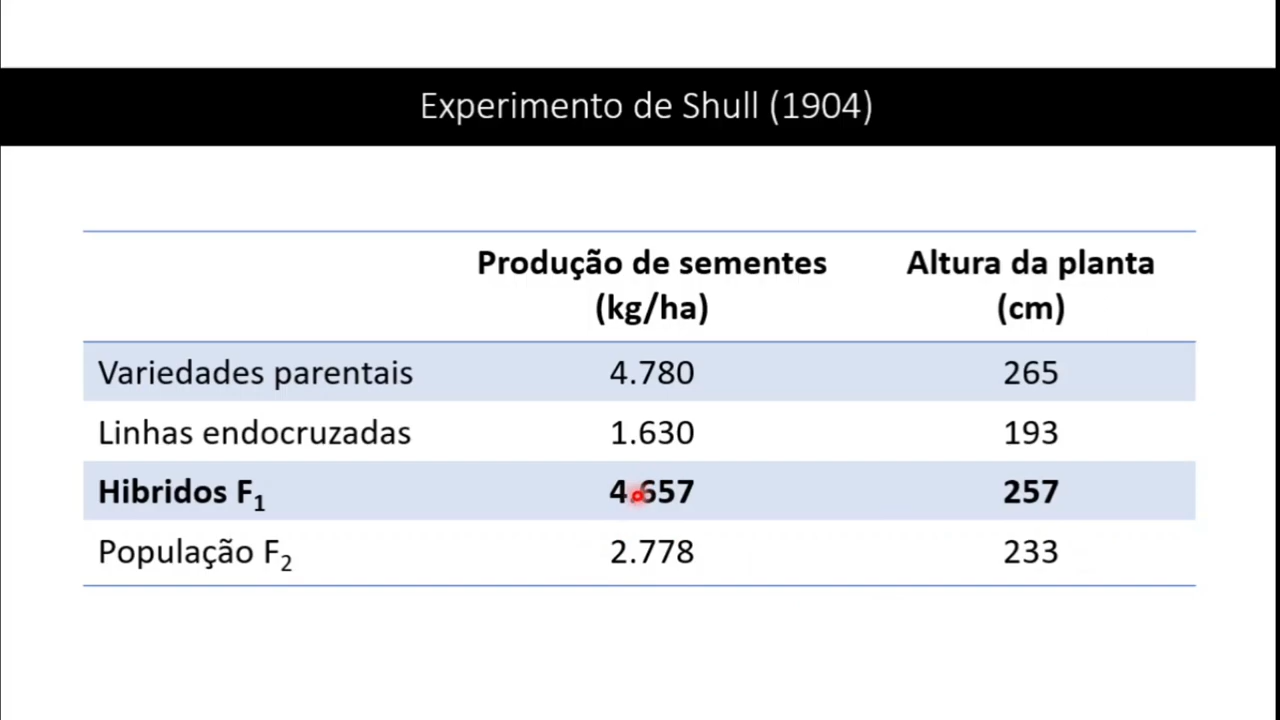 Experimento de Shull (1904)
Produção de sementes (kg/ha) Altura da planta (cm)
Variedades parentais 4.780 265
Linhas endocruzadas 1.630 193
Hibridos F₁ 4.657 257
População F₂ 2.778 233